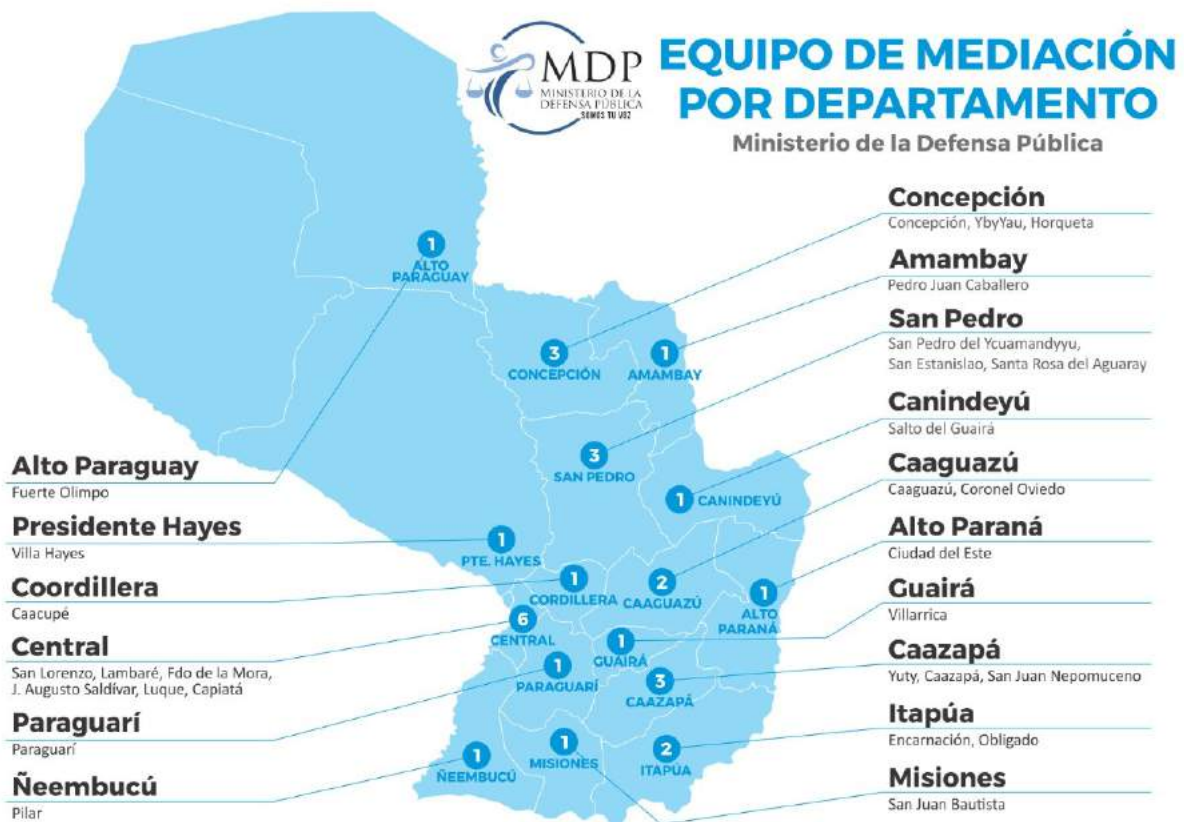 MDP
MINISTERIO DE LA
DEFENSA PÚBLICA
SOMOS TU VOZ
EQUIPO DE MEDIACIÓN
POR DEPARTAMENTO
Ministerio de la Defensa Pública
1
ALTO
PARAGUAY
3
CONCEPCIÓN
1
AMAMBAY
3
SAN PEDRO
1 CANINDEYÚ
1
PTE. HAYES
1
CORDILLERA
2
CAAGUAZÚ
1
ALTO
PARANÁ
6
CENTRAL
1
GUAIRÁ
1
PARAGUARÍ
3
CAAZAPÁ
1
ÑEEMBUCÚ
1
MISIONES
2
ITAPÚA
Alto Paraguay
Fuerte Olimpo
Presidente Hayes
Villa Hayes
Coordillera
Caacupé
Central
San Lorenzo, Lambaré, Fdo de la Mora,
J. Augusto Saldívar, Luque, Capiatá
Paraguarí
Paraguarí
Ñeembucú
Pilar
Concepción
Concepción, YbyYau, Horqueta
Amambay
Pedro Juan Caballero
San Pedro
San Pedro del Ycuamandyyu,
San Estanislao, Santa Rosa del Aguaray
Canindeyú
Salto del Guairá
Caaguazú
Caaguazú, Coronel Oviedo
Alto Paraná
Ciudad del Este
Guairá
Villarrica
Caazapá
Yuty, Caazapá, San Juan Nepomuceno
Itapúa
Encarnación, Obligado
Misiones
San Juan Bautista